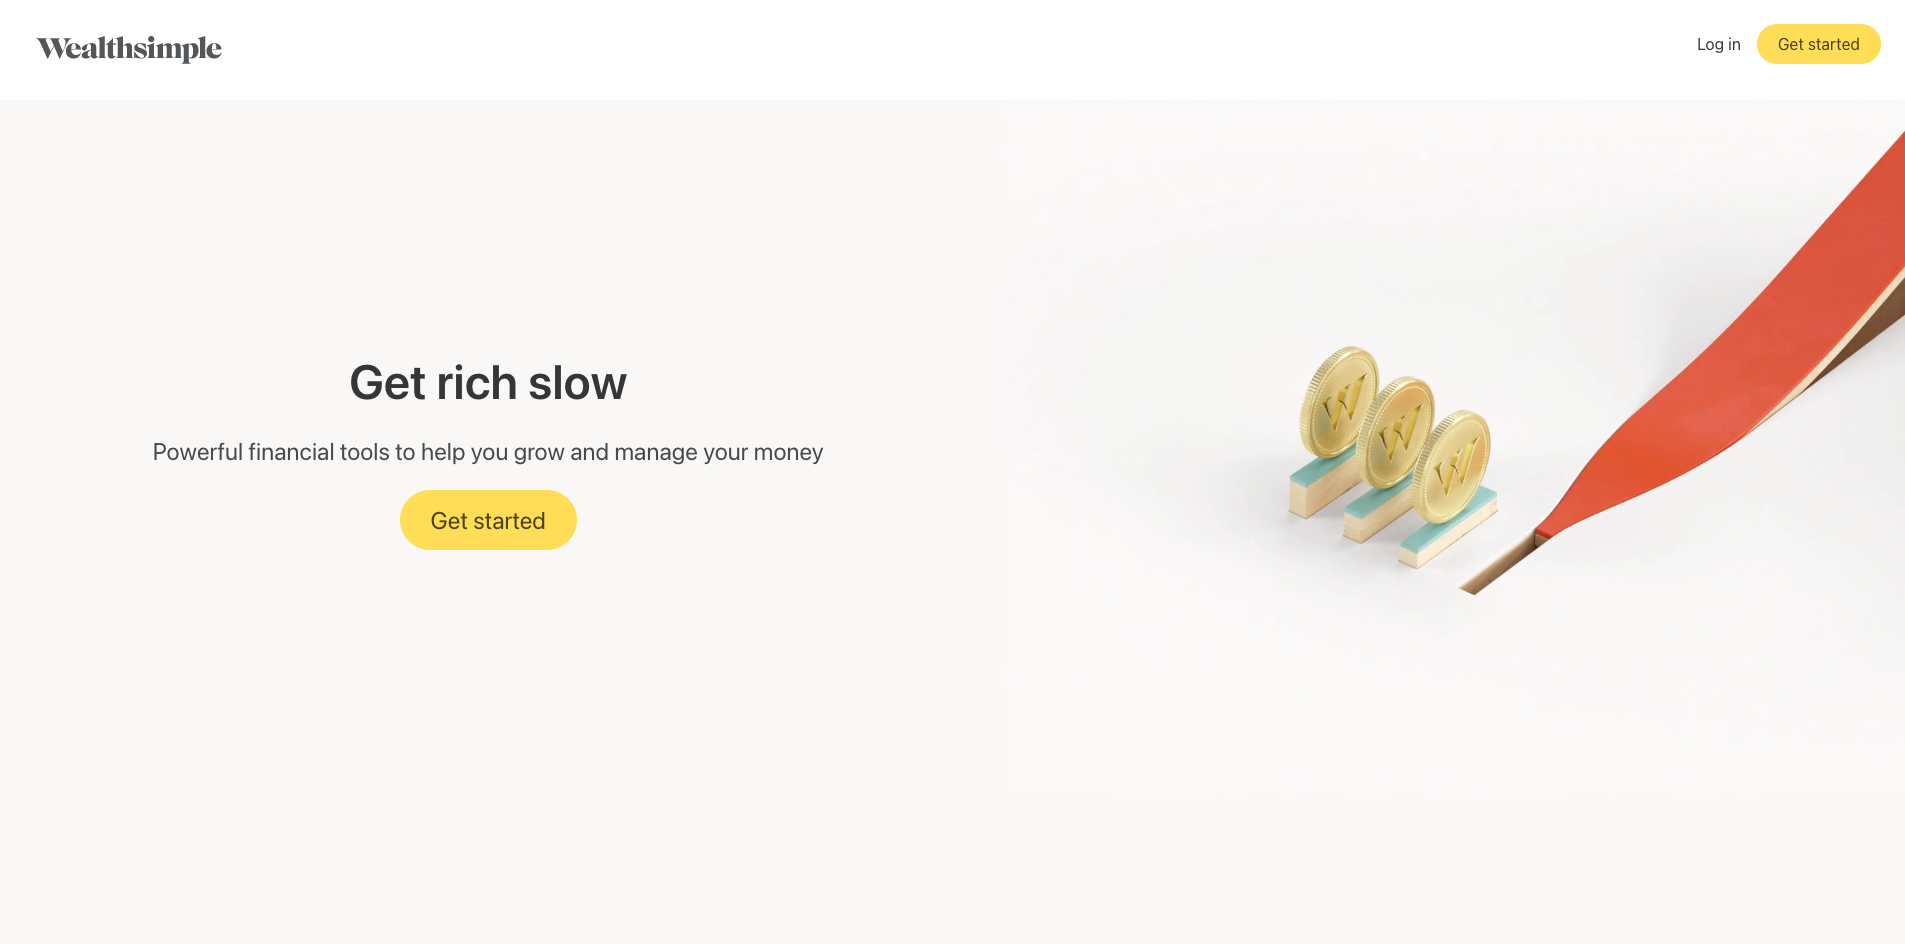 Wealthsimple
Log in
Get started
Get rich slow
Powerful financial tools to help you grow and manage your money
Get started
W
W
W